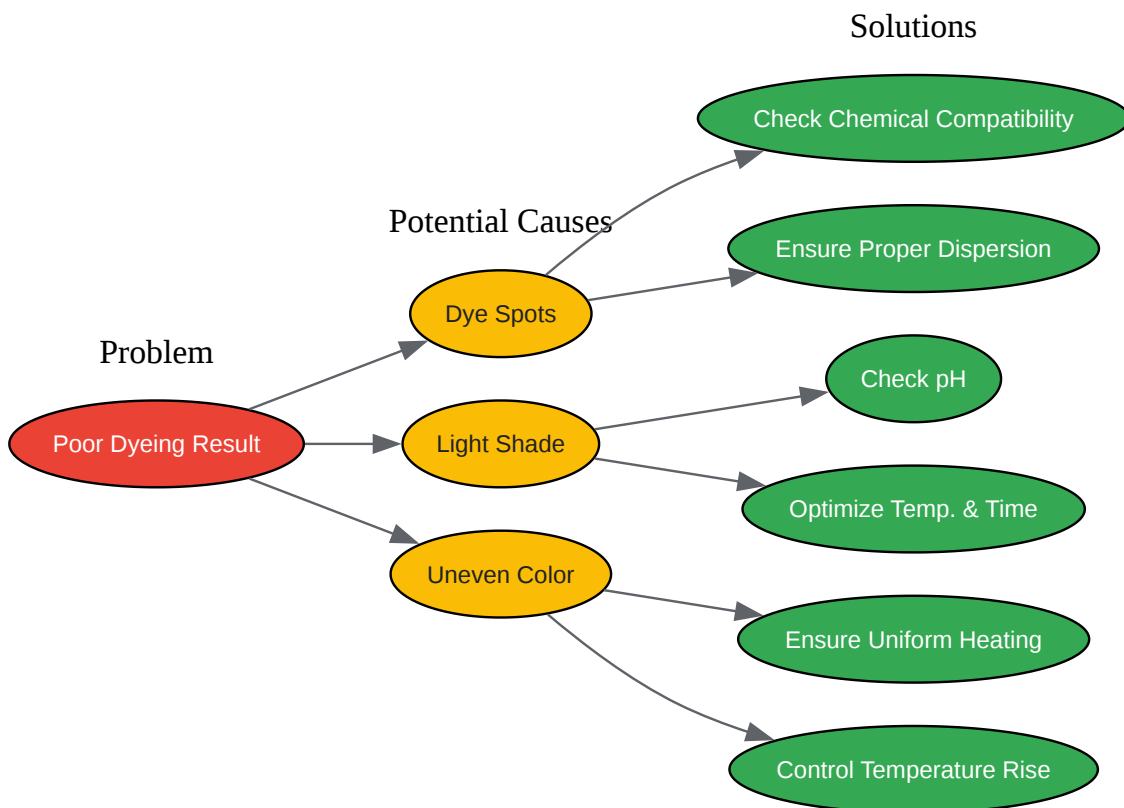 Solutions
Check Chemical Compatibility
Potential Causes
Ensure Proper Dispersion
Dye Spots
Problem
Check pH
Poor Dyeing Result
Light Shade
Optimize Temp. & Time
Uneven Color
Ensure Uniform Heating
Control Temperature Rise